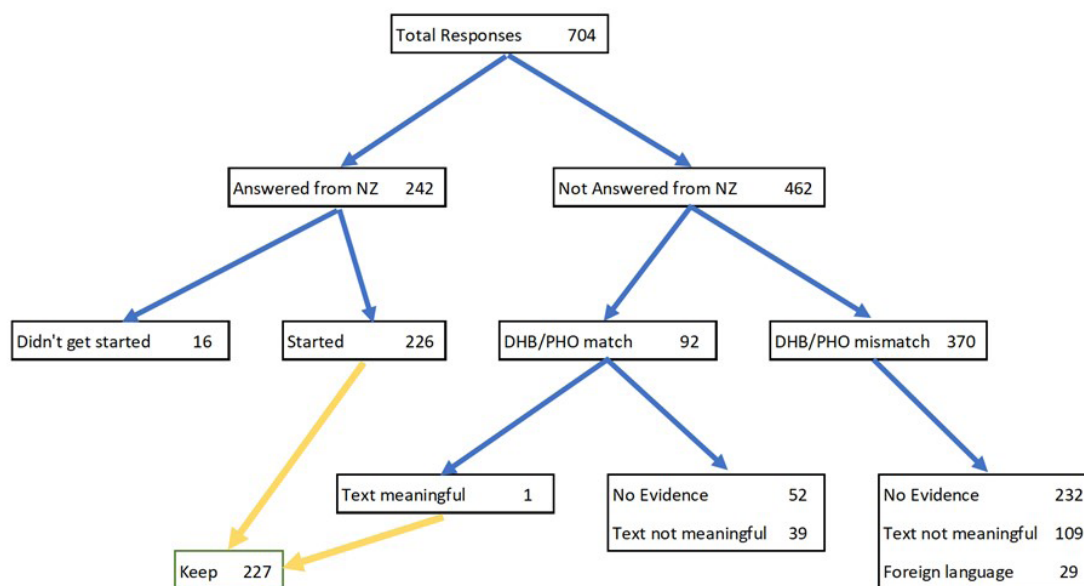 Total Responses 704
Answered from NZ 242
Not Answered from NZ 462
Didn't get started 16
Started 226
DHB/PHO match 92
DHB/PHO mismatch 370
Text meaningful 1
No Evidence 52
Text not meaningful 39
No Evidence 232
Text not meaningful 109
Foreign language 29
Keep 227